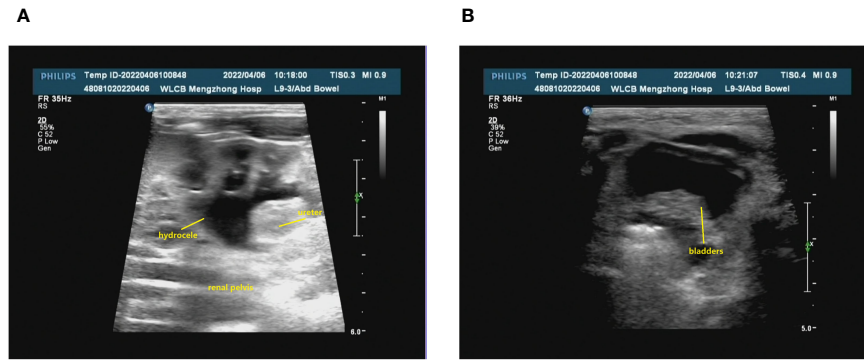 A
PHILIPS Temp ID-20220406100848 2022/04/06 10:18:00 TIS0.3 MI 0.9
48081020220406 WLCB Mengzhong Hosp L9-3/Abd Bowel
FR 35Hz
RS
2D
55%
C 52
P Low
Gen
P
M1
x
ureter
hydrocele
renal pelvis
6.0
B
PHILIPS Temp ID-20220406100848 2022/04/06 10:21:07 TIS0.4 MI 0.9
48081020220406 WLCB Mengzhong Hosp L9-3/Abd Bowel
FR 36Hz
RS
2D
39%
C 52
P Low
Gen
P
M1
x
bladders
5.0